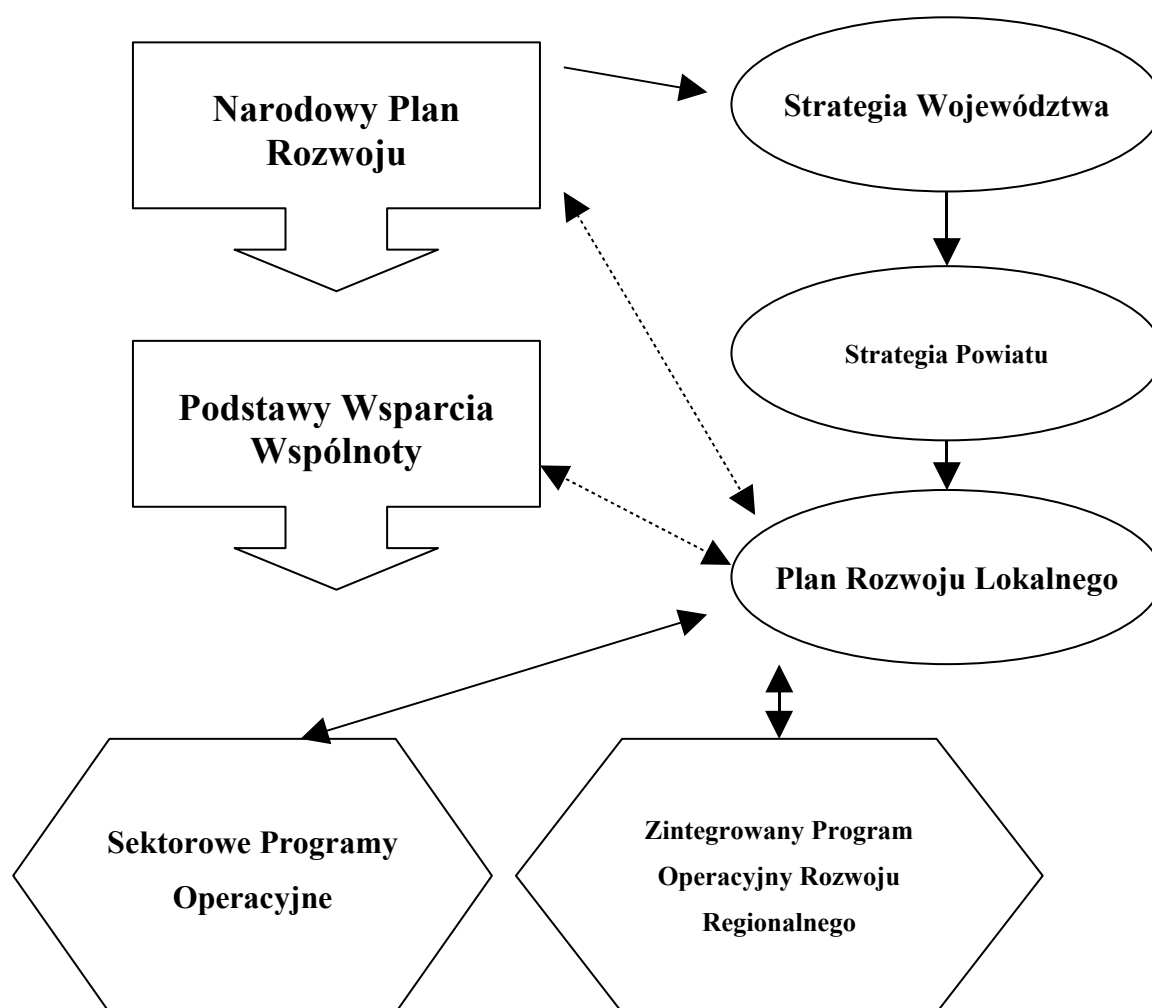 Narodowy Plan
Rozwoju
Strategia Województwa
Podstawy Wsparcia
Wspólnoty
Strategia Powiatu
Plan Rozwoju Lokalnego
Sektorowe Programy
Operacyjne
Zintegrowany Program
Operacyjny Rozwoju
Regionalnego